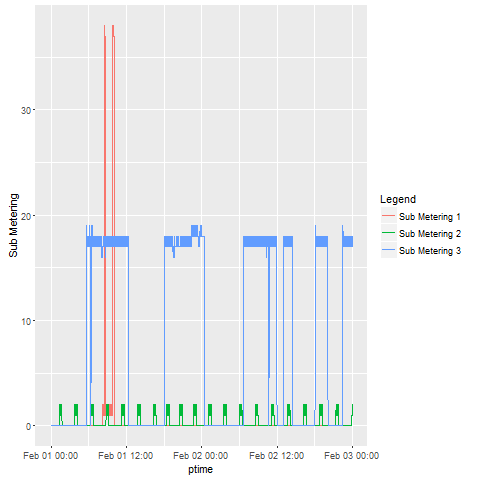 Sub Metering
30
20
10
0
Feb 01 00:00 Feb 01 12:00 Feb 02 00:00 Feb 02 12:00 Feb 03 00:00
ptime
Legend
Sub Metering 1
Sub Metering 2
Sub Metering 3